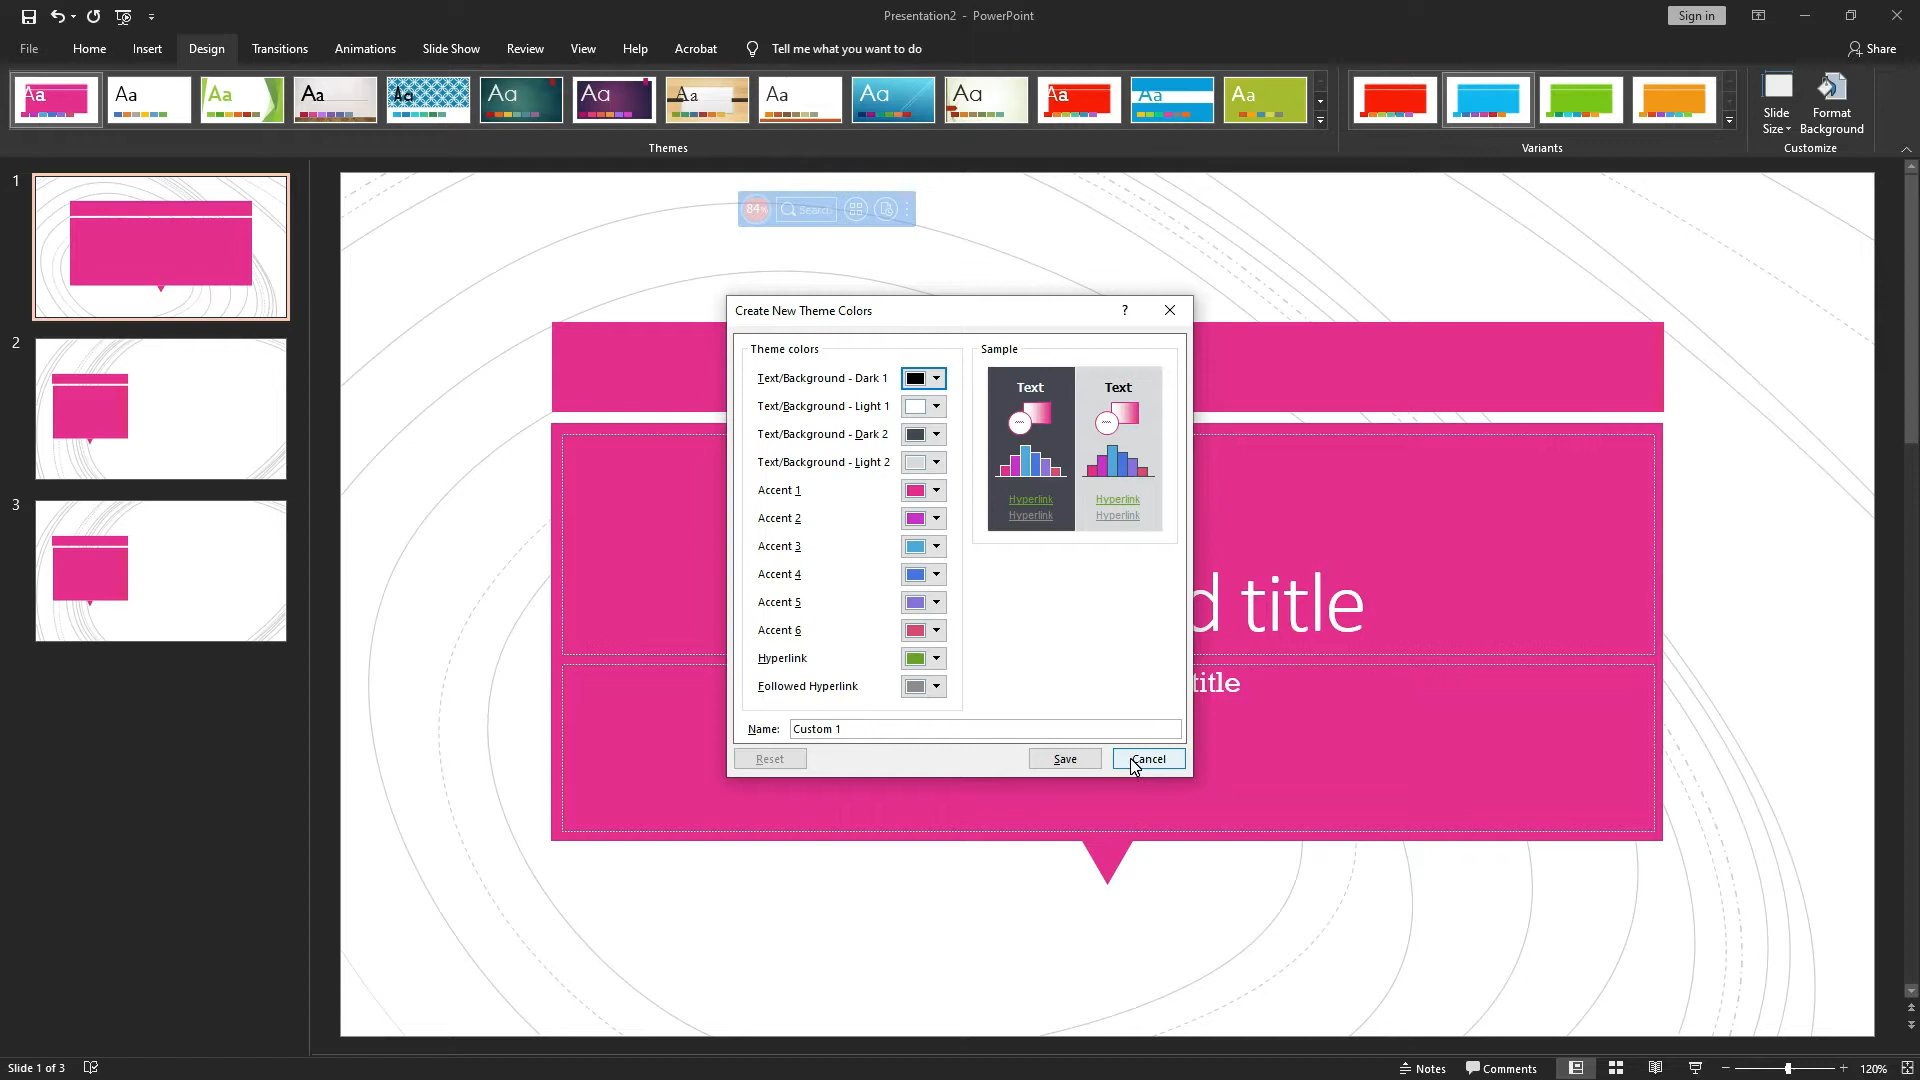 Presentation2 - PowerPoint
Sign in
File Home Insert Design Transitions Animations Slide Show Review View Help Acrobat Tell me what you want to do Share
Aa Aa Aa Aa Aa Aa Aa Aa Aa Aa Aa Aa Aa Aa
Slide Size
Format Background
Themes Variants Customize
1
2
3
84%
Search
Create New Theme Colors ?
Theme colors
Text/Background - Dark 1
Text/Background - Light 1
Text/Background - Dark 2
Text/Background - Light 2
Accent 1
Accent 2
Accent 3
Accent 4
Accent 5
Accent 6
Hyperlink
Followed Hyperlink
Sample
Text Text
Hyperlink Hyperlink
Hyperlink Hyperlink
Name: Custom 1
Reset Save Cancel
d title
title
Slide 1 of 3
Notes Comments 120%